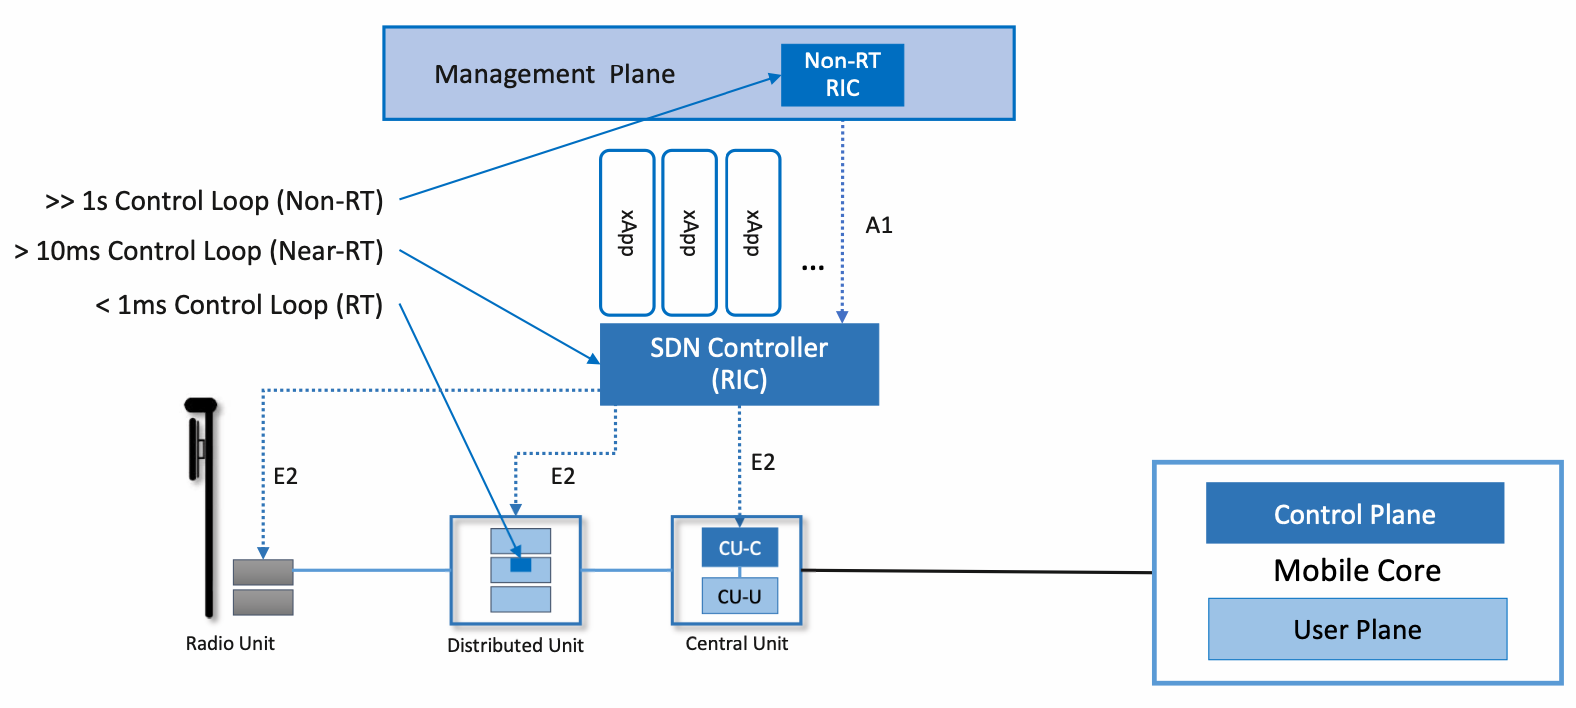 Management Plane
Non-RT
RIC
>> 1s Control Loop (Non-RT)
> 10ms Control Loop (Near-RT)
< 1ms Control Loop (RT)
xApp
xApp
xApp
...
A1
SDN Controller
(RIC)
E2
E2
E2
CU-C
CU-U
Radio Unit
Distributed Unit
Central Unit
Control Plane
Mobile Core
User Plane